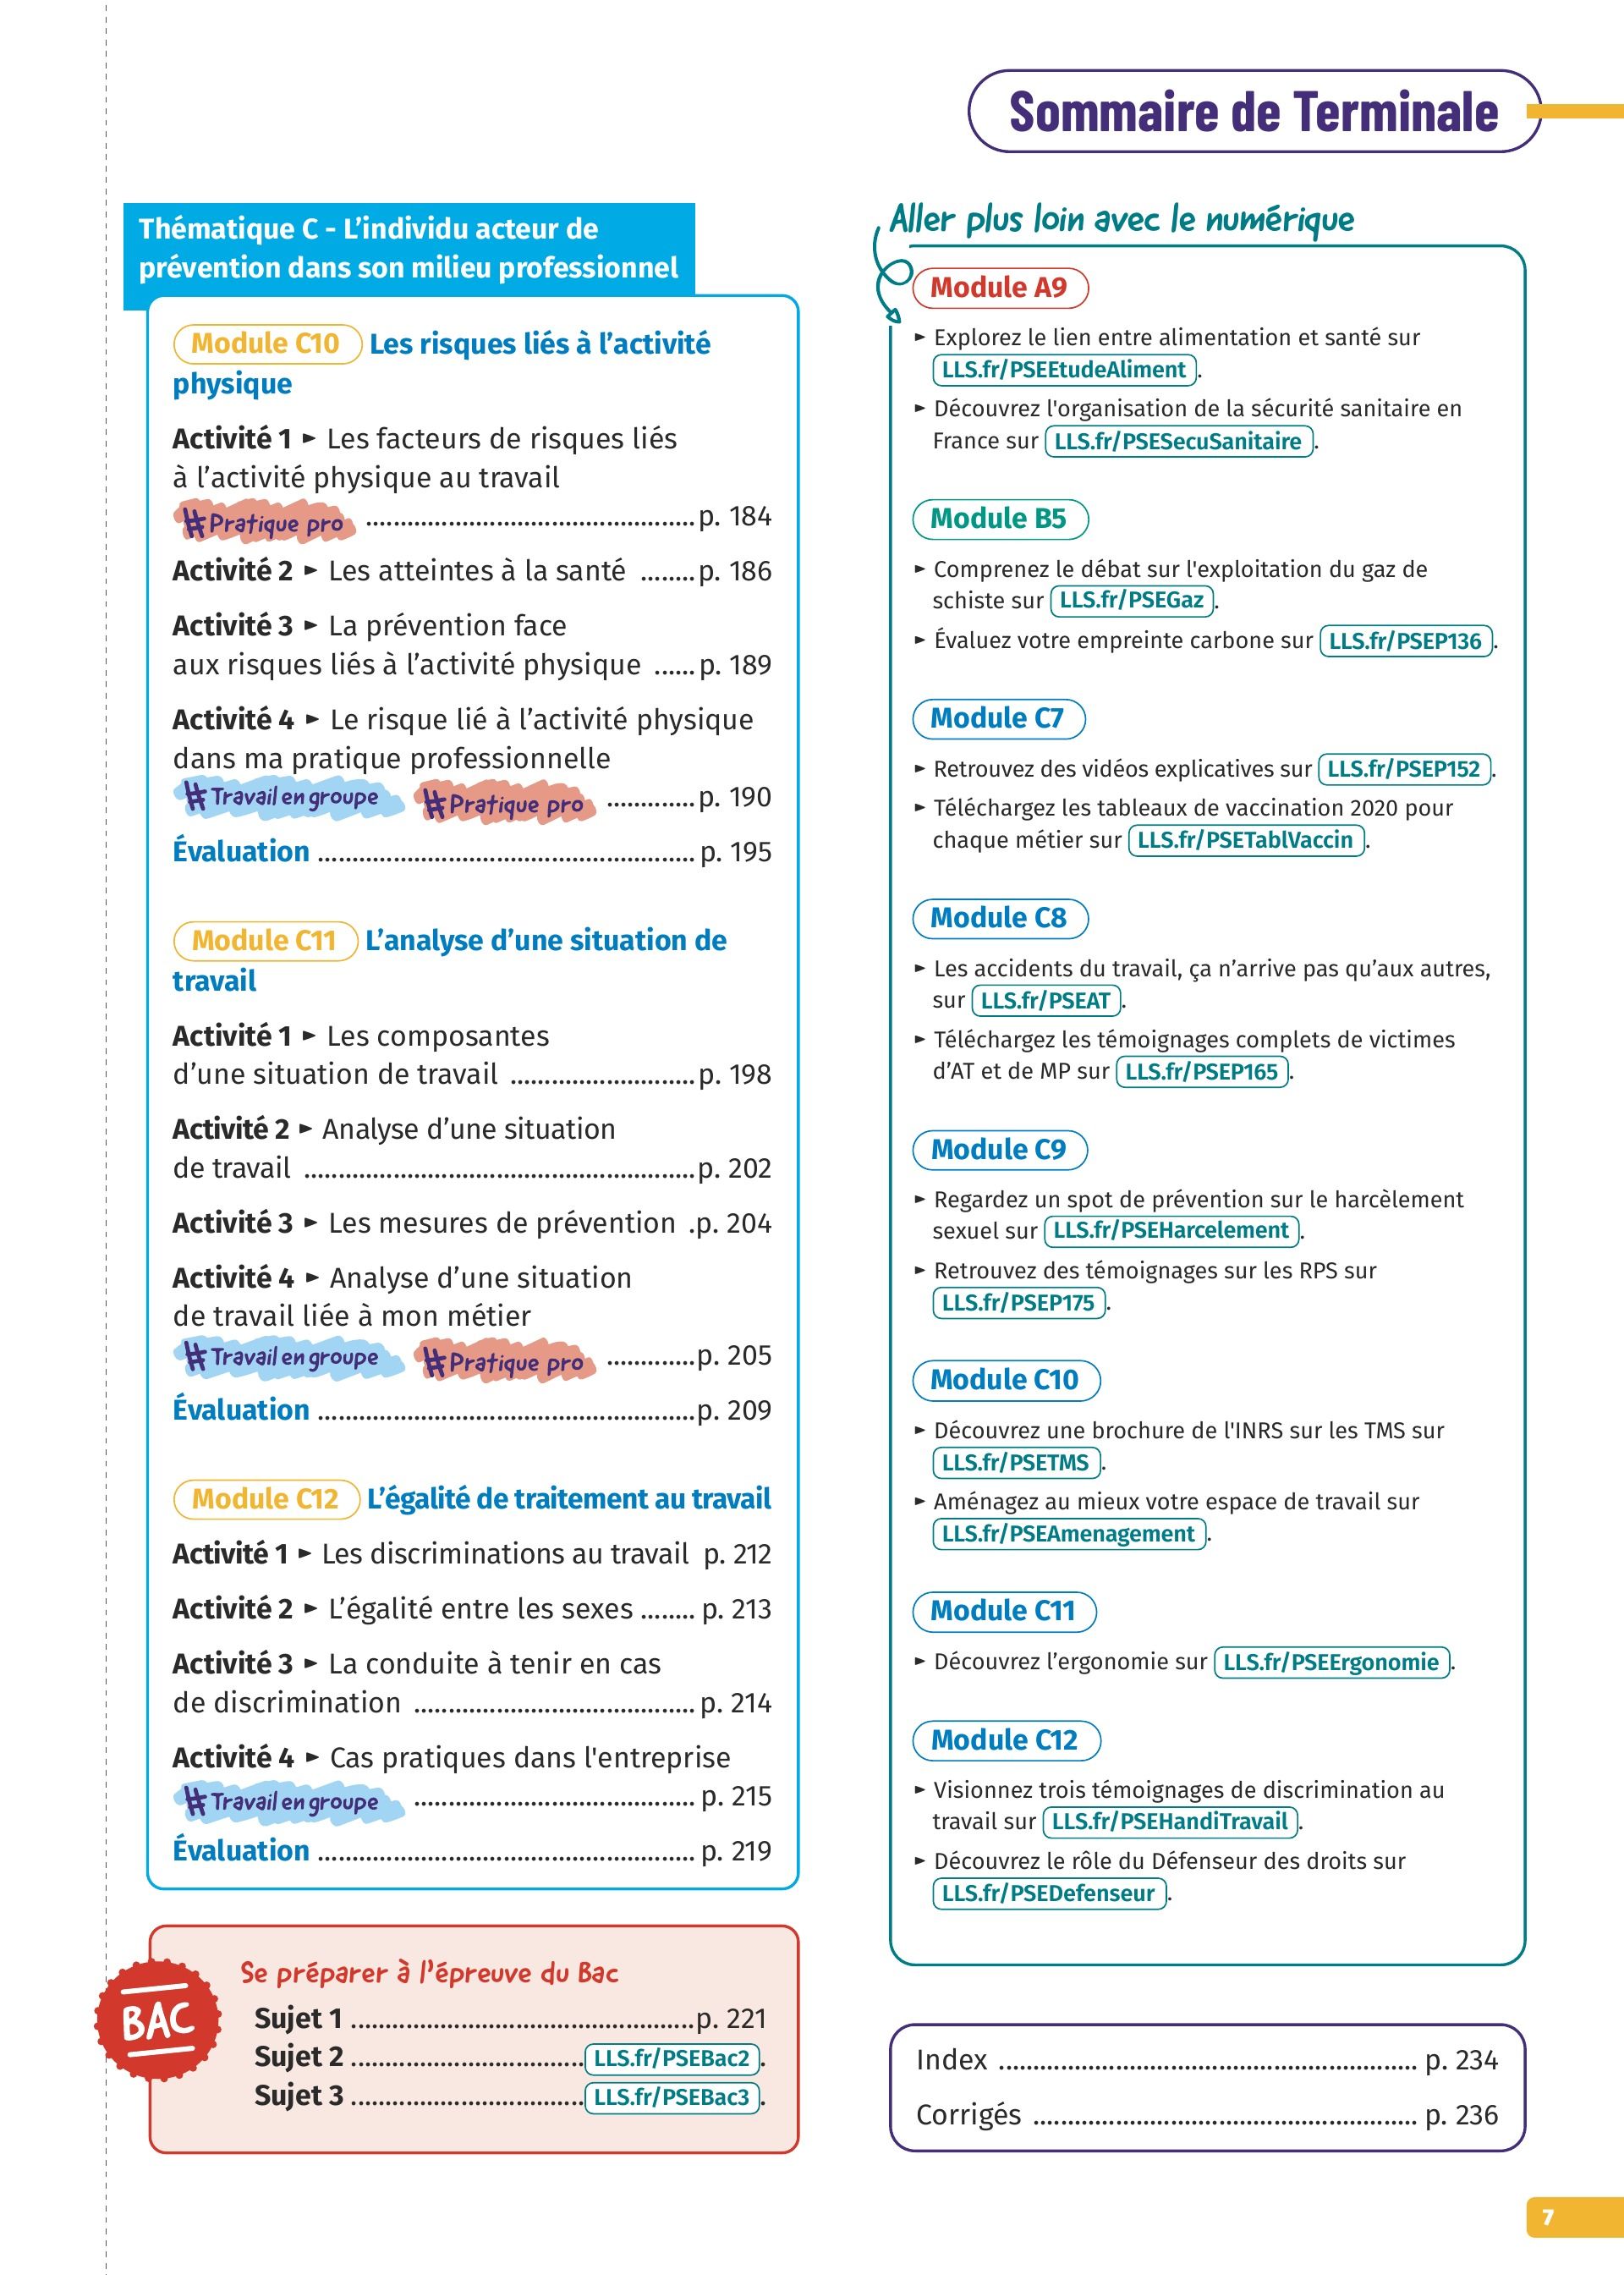 Sommaire de Terminale
Thématique C - L’individu acteur de
prévention dans son milieu professionnel
Module C10 Les risques liés à l’activité
physique
Activité 1 ► Les facteurs de risques liés
à l’activité physique au travail
#Pratique pro ................................................ p. 184
Activité 2 ► Les atteintes à la santé ........ p. 186
Activité 3 ► La prévention face
aux risques liés à l’activité physique ...... p. 189
Activité 4 ► Le risque lié à l’activité physique
dans ma pratique professionnelle
#Travail en groupe #Pratique pro ............. p. 190
Évaluation ....................................................... p. 195
Module C11 L’analyse d’une situation de
travail
Activité 1 ► Les composantes
d’une situation de travail ........................... p. 198
Activité 2 ► Analyse d’une situation
de travail ......................................................... p. 202
Activité 3 ► Les mesures de prévention .p. 204
Activité 4 ► Analyse d’une situation
de travail liée à mon métier
#Travail en groupe #Pratique pro ............. p. 205
Évaluation ....................................................... p. 209
Module C12 L’égalité de traitement au travail
Activité 1 ► Les discriminations au travail p. 212
Activité 2 ► L’égalité entre les sexes ........ p. 213
Activité 3 ► La conduite à tenir en cas
de discrimination ......................................... p. 214
Activité 4 ► Cas pratiques dans l'entreprise
#Travail en groupe ......................................... p. 215
Évaluation ....................................................... p. 219
BAC
Se préparer à l’épreuve du Bac
Sujet 1 .................................................. p. 221
Sujet 2 .................................. LLS.fr/PSEBac2 .
Sujet 3 .................................. LLS.fr/PSEBac3 .
Aller plus loin avec le numérique
Module A9
► Explorez le lien entre alimentation et santé sur
LLS.fr/PSEEtudeAliment .
► Découvrez l'organisation de la sécurité sanitaire en
France sur LLS.fr/PSESecuSanitaire .
Module B5
► Comprenez le débat sur l'exploitation du gaz de
schiste sur LLS.fr/PSEGaz .
► Évaluez votre empreinte carbone sur LLS.fr/PSEP136 .
Module C7
► Retrouvez des vidéos explicatives sur LLS.fr/PSEP152 .
► Téléchargez les tableaux de vaccination 2020 pour
chaque métier sur LLS.fr/PSETablVaccin .
Module C8
► Les accidents du travail, ça n’arrive pas qu’aux autres,
sur LLS.fr/PSEAT .
► Téléchargez les témoignages complets de victimes
d’AT et de MP sur LLS.fr/PSEP165 .
Module C9
► Regardez un spot de prévention sur le harcèlement
sexuel sur LLS.fr/PSEHarcelement .
► Retrouvez des témoignages sur les RPS sur
LLS.fr/PSEP175 .
Module C10
► Découvrez une brochure de l'INRS sur les TMS sur
LLS.fr/PSETMS .
► Aménagez au mieux votre espace de travail sur
LLS.fr/PSEAmenagement .
Module C11
► Découvrez l’ergonomie sur LLS.fr/PSEErgonomie .
Module C12
► Visionnez trois témoignages de discrimination au
travail sur LLS.fr/PSEHandiTravail .
► Découvrez le rôle du Défenseur des droits sur
LLS.fr/PSEDefenseur .
Index ............................................................. p. 234
Corrigés ........................................................ p. 236
7